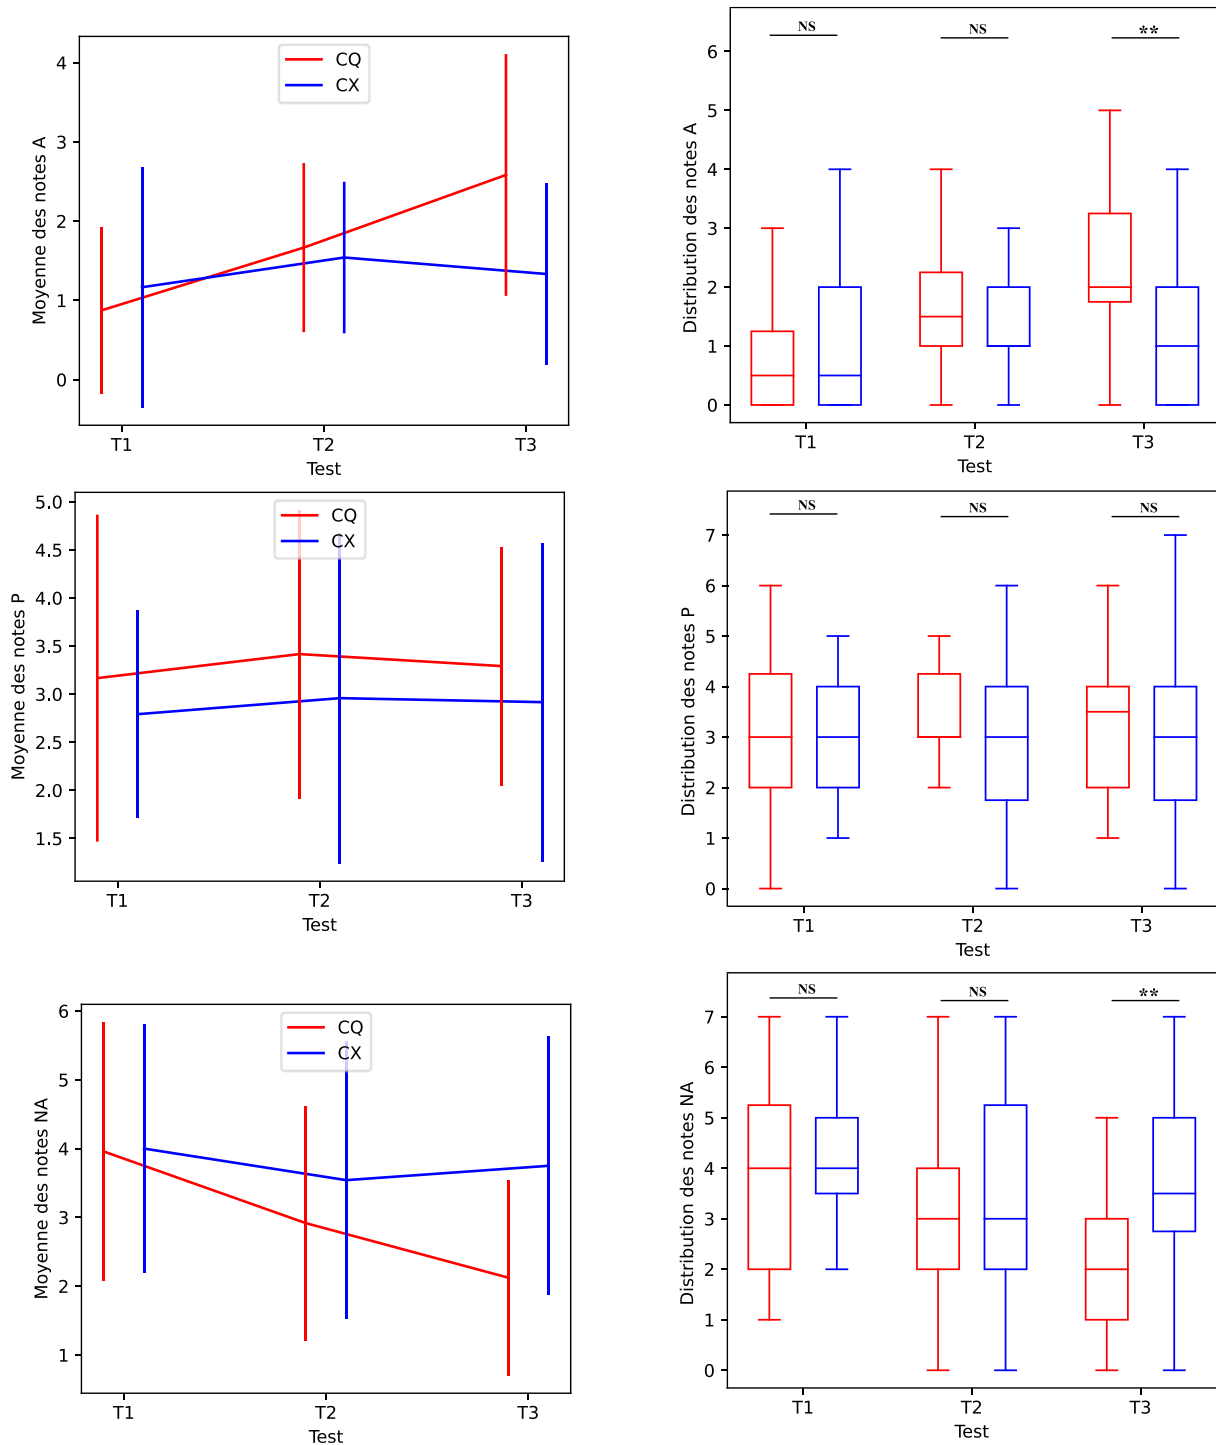 CQ
CX
4
3
2
1
0
Moyenne des notes A
T1 T2 T3
Test
NS NS **
6
5
4
3
2
1
0
Distribution des notes A
T1 T2 T3
Test
CQ
CX
5.0
4.5
4.0
3.5
3.0
2.5
2.0
1.5
Moyenne des notes P
T1 T2 T3
Test
NS NS NS
7
6
5
4
3
2
1
0
Distribution des notes P
T1 T2 T3
Test
CQ
CX
6
5
4
3
2
1
Moyenne des notes NA
T1 T2 T3
Test
NS NS **
7
6
5
4
3
2
1
0
Distribution des notes NA
T1 T2 T3
Test